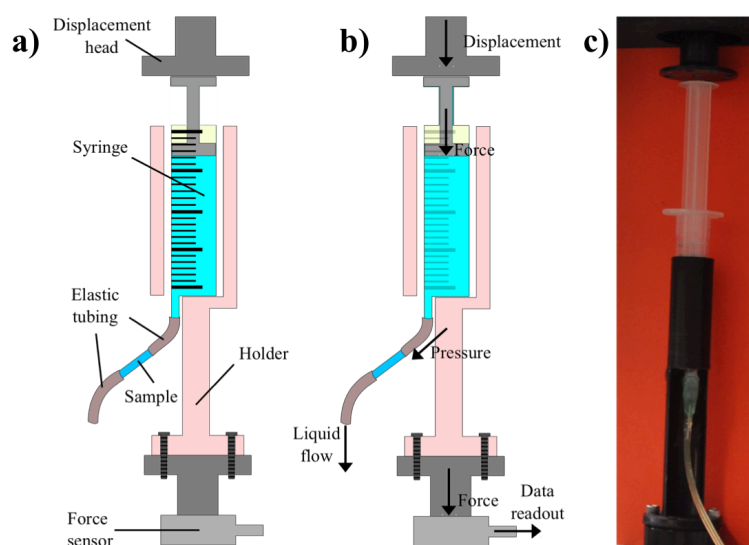 a)
Displacement
head
Syringe
Elastic
tubing
Sample
Holder
Force
sensor
b)
Displacement
Force
Pressure
Liquid
flow
Force
Data
readout
c)